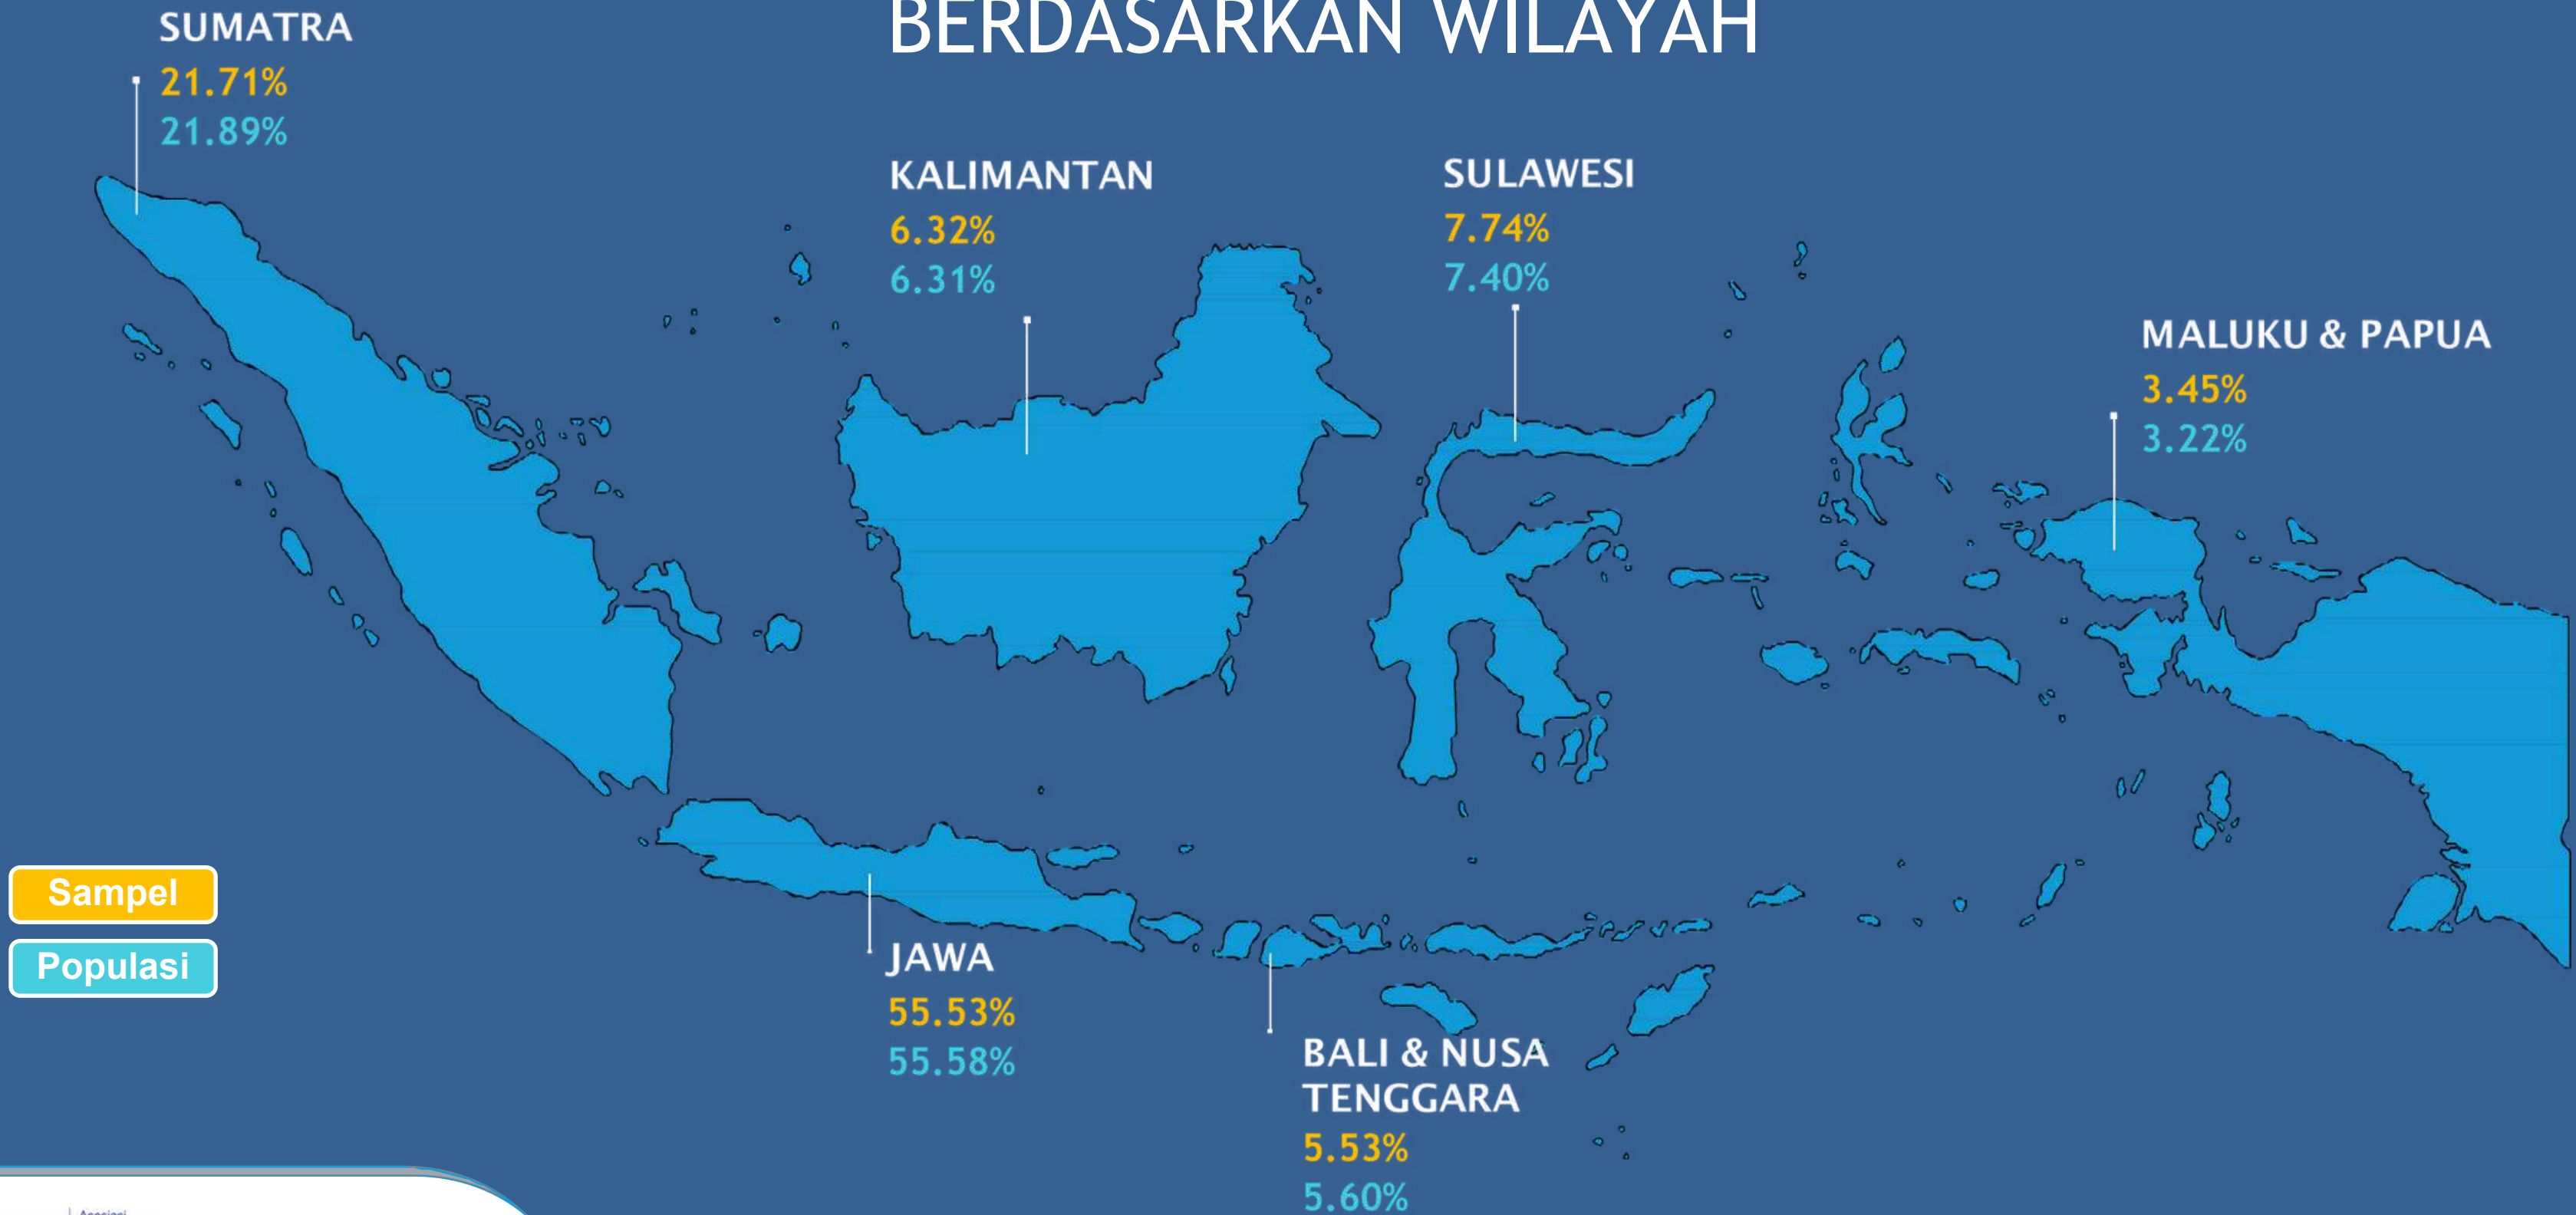 BERDASARKAN WILAYAH
SUMATRA
21.71%
21.89%
KALIMANTAN
6.32%
6.31%
SULAWESI
7.74%
7.40%
MALUKU & PAPUA
3.45%
3.22%
Sampel
Populasi
JAWA
55.53%
55.58%
BALI & NUSA
TENGGARA
5.53%
5.60%
Asosiasi